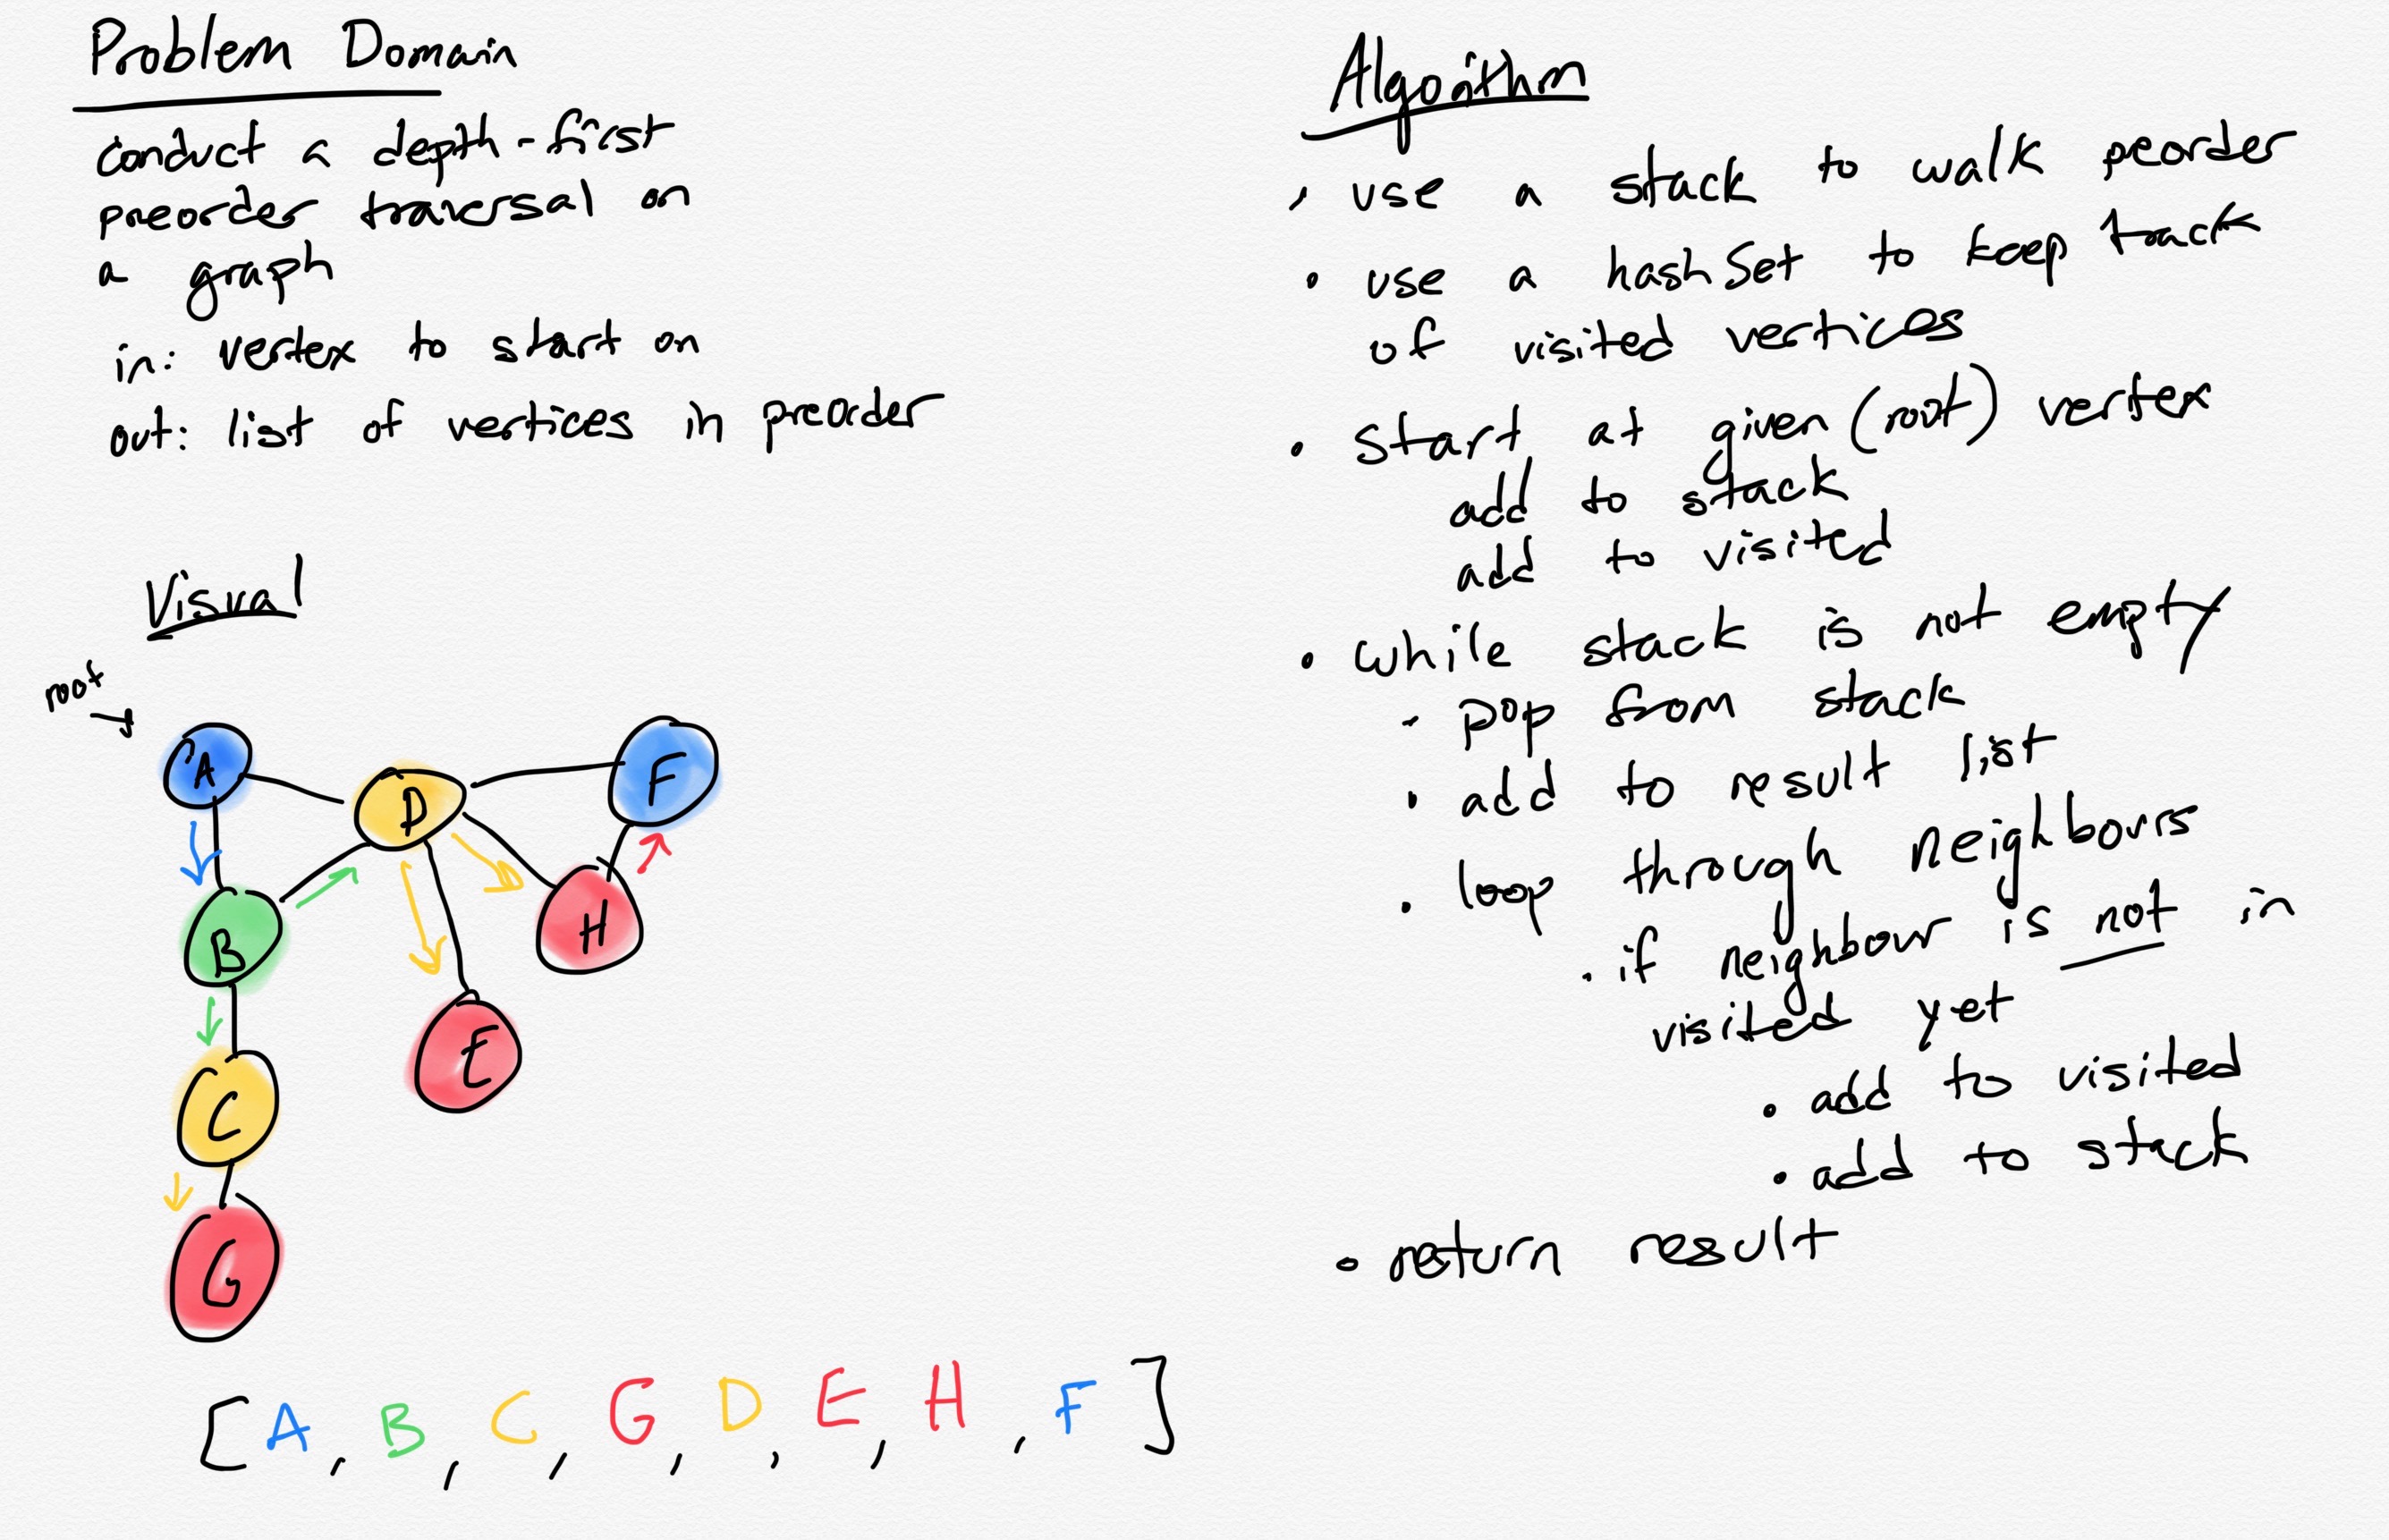 Problem Domain
conduct a depth-first
preorder traversal on
a graph
in: vertex to start on
out: list of vertices in preorder
Visual
root
A
D
F
B
H
E
C
G
[A, B, C, G, D, E, H, F]
Algorithm
• use a stack to walk peorder
• use a hashSet to keep track
of visited vertices
• start at given (root) vertex
add to stack
add to visited
• while stack is not empty
• pop from stack
• add to result list
• loop through neighbours
• if neighbour is not in
visited yet
• add to visited
• add to stack
• return result